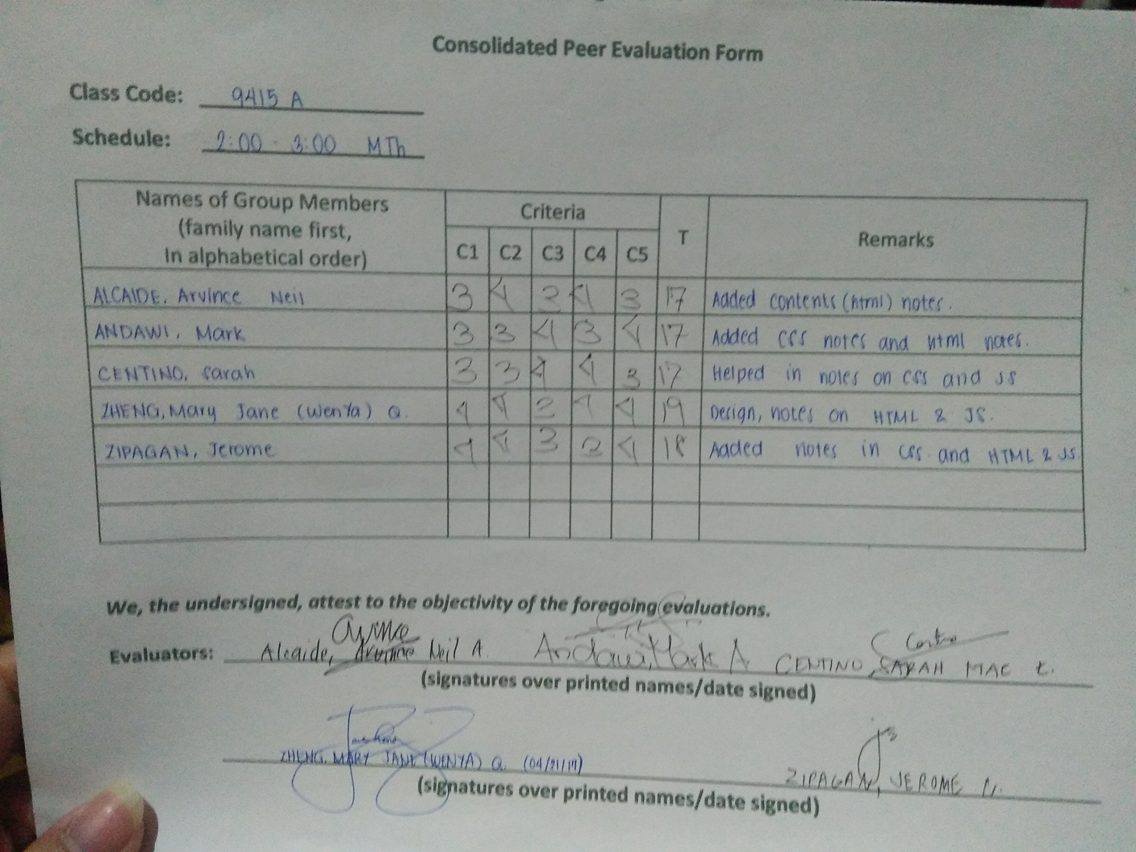 Consolidated Peer Evaluation Form
Class Code: 9415 A
Schedule: 2:00 - 3:00 MTh
Names of Group Members
(family name first,
In alphabetical order)
Criteria
T
Remarks
C1 C2 C3 C4 C5
ALCAIDE, Arvince Neil 3 4 3 4 3 17 Added contents (html) notes.
ANDAWI, Mark 3 3 4 3 4 17 Added CSS notes and html notes.
CENTINO, Sarah 3 3 4 4 3 17 Helped in notes on CSS and JS
ZHENG, Mary Jane (WenYa) Q. 4 4 3 4 4 19 Design, notes on HTML & JS.
ZIPAGAN, Jerome 4 4 3 3 4 18 Added notes in CSS and HTML & JS
We, the undersigned, attest to the objectivity of the foregoing evaluations.
Evaluators: Alcaide, Arvince Neil A. Andawi, Mark A CENTINO, SARAH MAE
(signatures over printed names/date signed)
ZHENG, MARY JANE (WENYA) Q. ZIPAGAN, JEROME
(signatures over printed names/date signed)